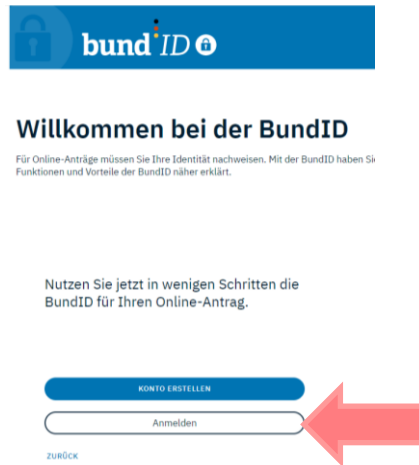 bund ID
Willkommen bei der BundID
Für Online-Anträge müssen Sie Ihre Identität nachweisen. Mit der BundID haben Sie
Funktionen und Vorteile der BundID näher erklärt.
Nutzen Sie jetzt in wenigen Schritten die
BundID für Ihren Online-Antrag.
KONTO ERSTELLEN
Anmelden
ZURÜCK